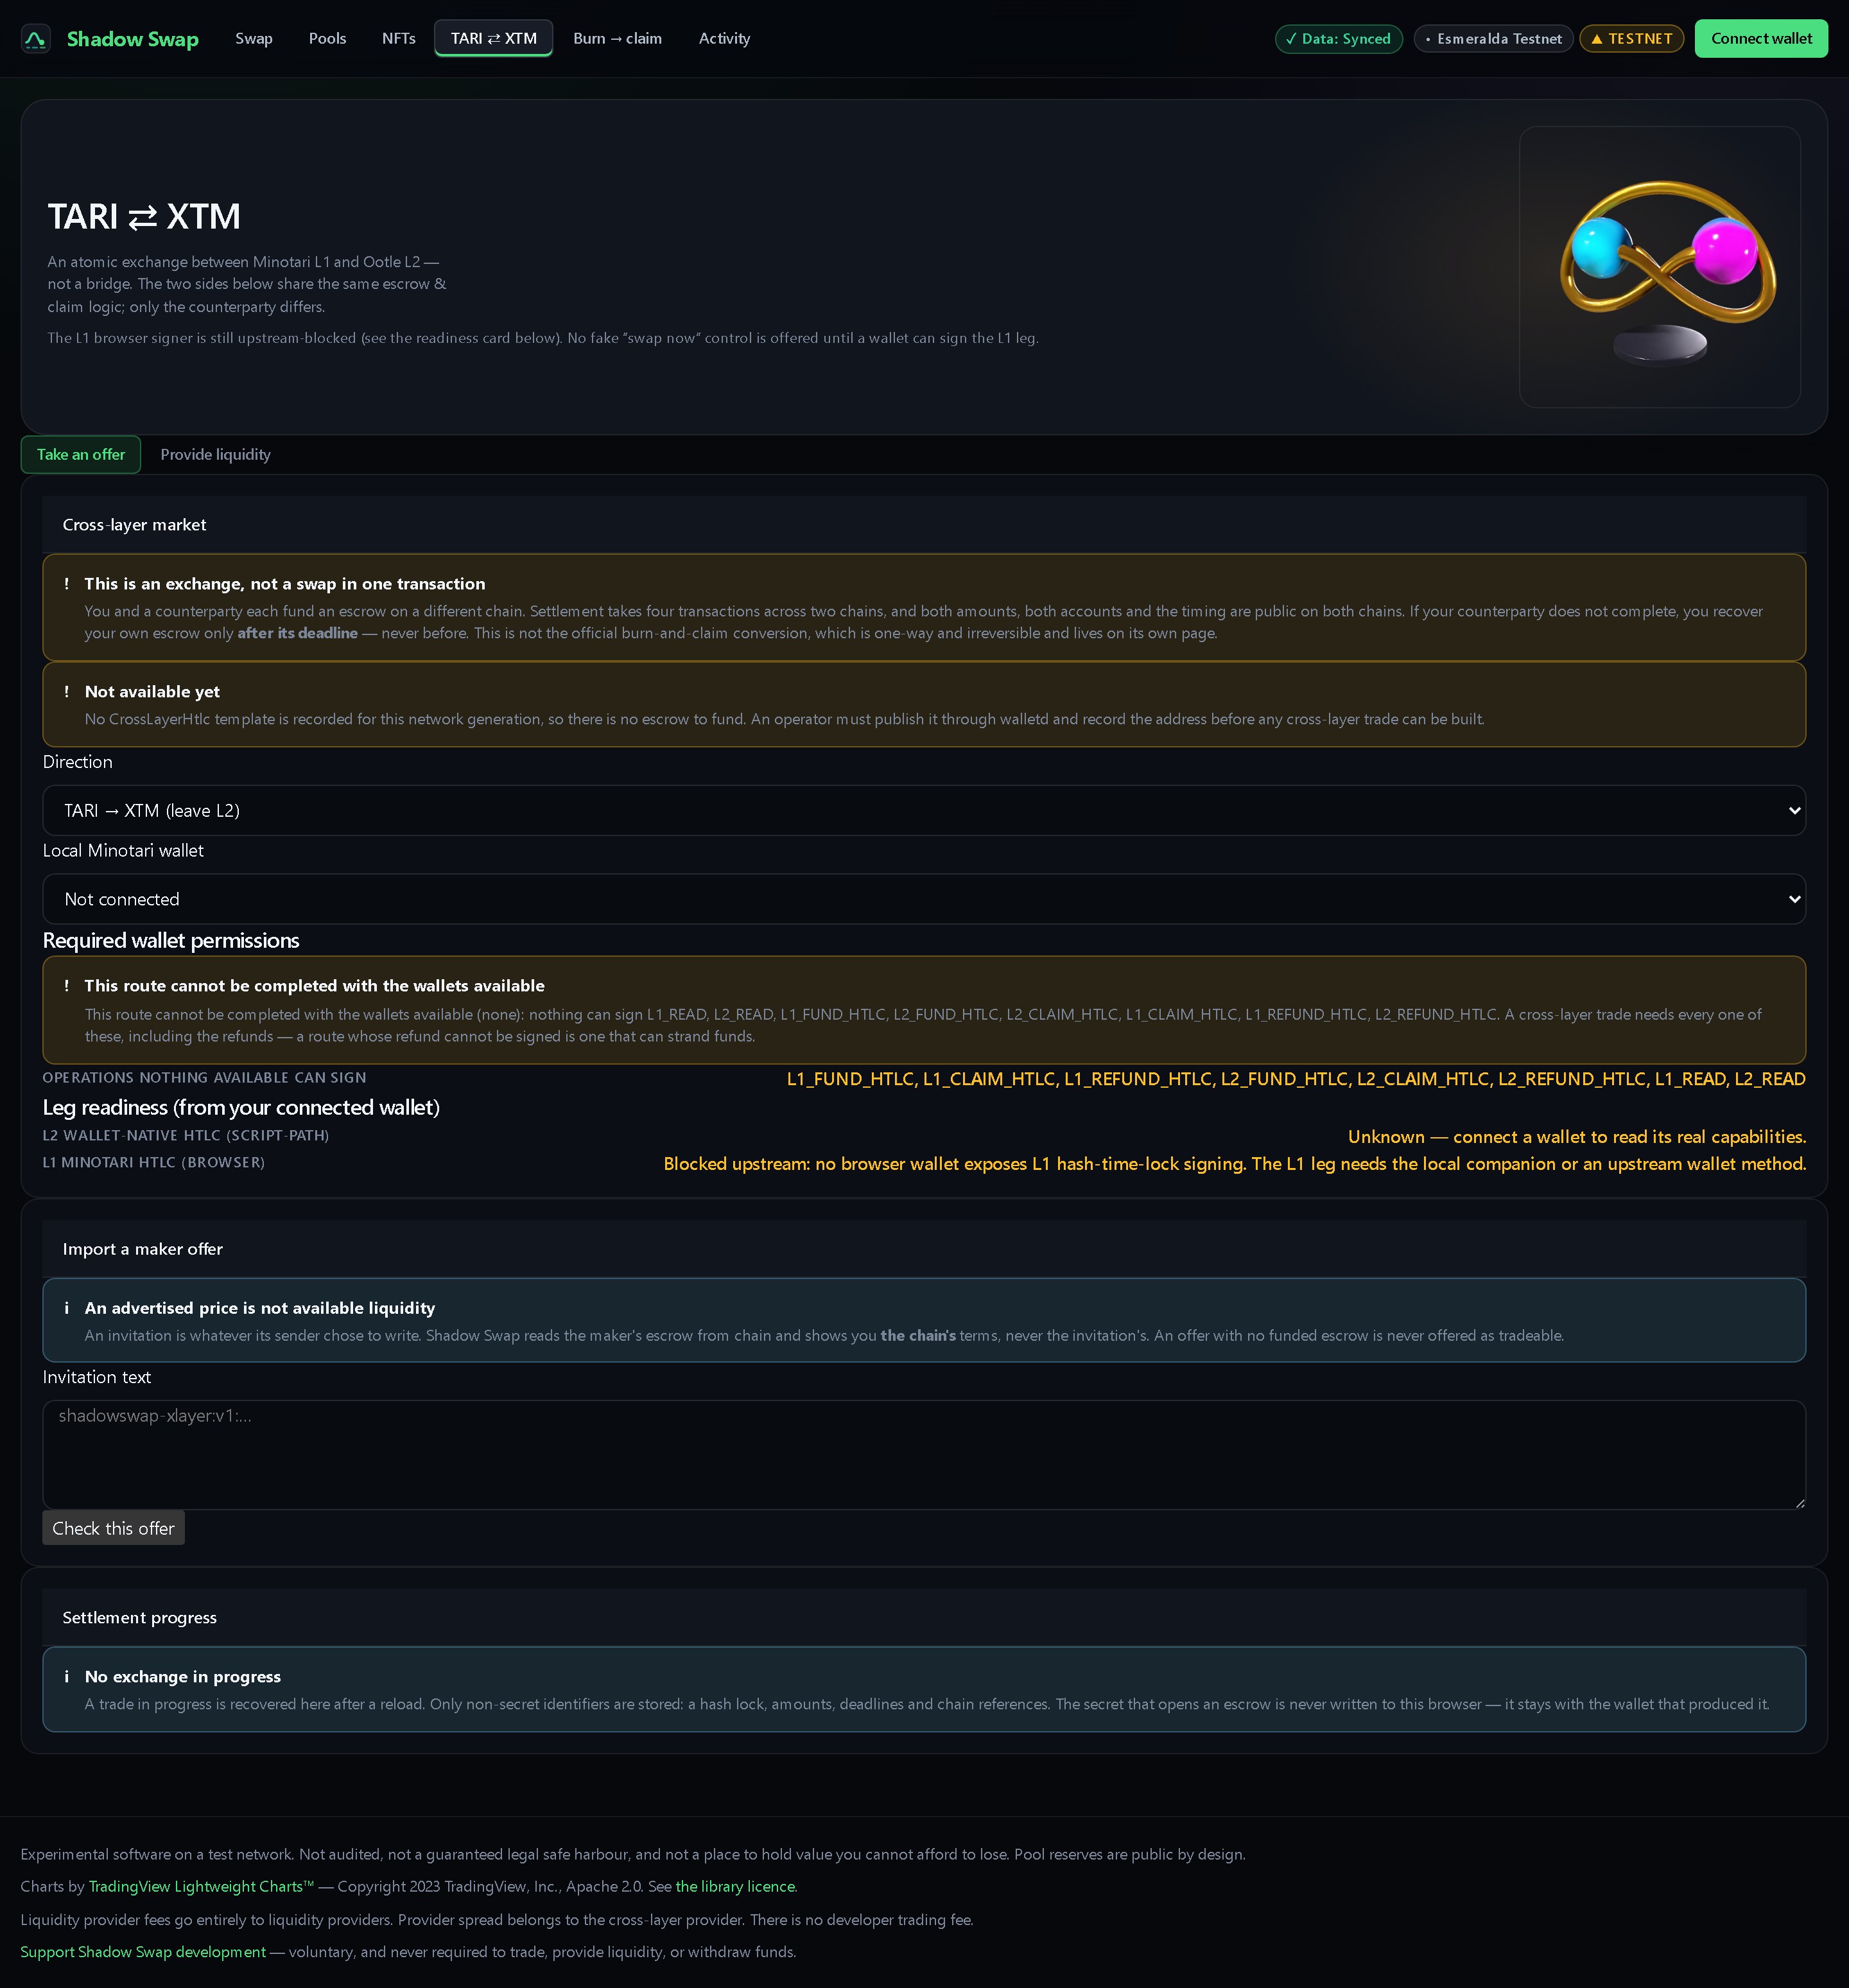 Shadow Swap
Swap
Pools
NFTs
TARI ⇄ XTM
Burn → claim
Activity
✓ Data: Synced
• Esmeralda Testnet
▲ TESTNET
Connect wallet
TARI ⇄ XTM
An atomic exchange between Minotari L1 and Ootle L2 —
not a bridge. The two sides below share the same escrow &
claim logic; only the counterparty differs.
The L1 browser signer is still upstream-blocked (see the readiness card below). No fake “swap now” control is offered until a wallet can sign the L1 leg.
Take an offer
Provide liquidity
Cross-layer market
! This is an exchange, not a swap in one transaction
You and a counterparty each fund an escrow on a different chain. Settlement takes four transactions across two chains, and both amounts, both accounts and the timing are public on both chains. If your counterparty does not complete, you recover
your own escrow only after its deadline — never before. This is not the official burn-and-claim conversion, which is one-way and irreversible and lives on its own page.
! Not available yet
No CrossLayerHtlc template is recorded for this network generation, so there is no escrow to fund. An operator must publish it through walletd and record the address before any cross-layer trade can be built.
Direction
TARI → XTM (leave L2)
Local Minotari wallet
Not connected
Required wallet permissions
! This route cannot be completed with the wallets available
This route cannot be completed with the wallets available (none): nothing can sign L1_READ, L2_READ, L1_FUND_HTLC, L2_FUND_HTLC, L2_CLAIM_HTLC, L1_CLAIM_HTLC, L1_REFUND_HTLC, L2_REFUND_HTLC. A cross-layer trade needs every one of
these, including the refunds — a route whose refund cannot be signed is one that can strand funds.
OPERATIONS NOTHING AVAILABLE CAN SIGN
L1_FUND_HTLC, L1_CLAIM_HTLC, L1_REFUND_HTLC, L2_FUND_HTLC, L2_CLAIM_HTLC, L2_REFUND_HTLC, L1_READ, L2_READ
Leg readiness (from your connected wallet)
L2 WALLET-NATIVE HTLC (SCRIPT-PATH)
Unknown — connect a wallet to read its real capabilities.
L1 MINOTARI HTLC (BROWSER)
Blocked upstream: no browser wallet exposes L1 hash-time-lock signing. The L1 leg needs the local companion or an upstream wallet method.
Import a maker offer
i An advertised price is not available liquidity
An invitation is whatever its sender chose to write. Shadow Swap reads the maker's escrow from chain and shows you the chain's terms, never the invitation's. An offer with no funded escrow is never offered as tradeable.
Invitation text
shadowswap-xlayer:v1:...
Check this offer
Settlement progress
i No exchange in progress
A trade in progress is recovered here after a reload. Only non-secret identifiers are stored: a hash lock, amounts, deadlines and chain references. The secret that opens an escrow is never written to this browser — it stays with the wallet that produced it.
Experimental software on a test network. Not audited, not a guaranteed legal safe harbour, and not a place to hold value you cannot afford to lose. Pool reserves are public by design.
Charts by TradingView Lightweight Charts™ — Copyright 2023 TradingView, Inc., Apache 2.0. See the library licence.
Liquidity provider fees go entirely to liquidity providers. Provider spread belongs to the cross-layer provider. There is no developer trading fee.
Support Shadow Swap development — voluntary, and never required to trade, provide liquidity, or withdraw funds.